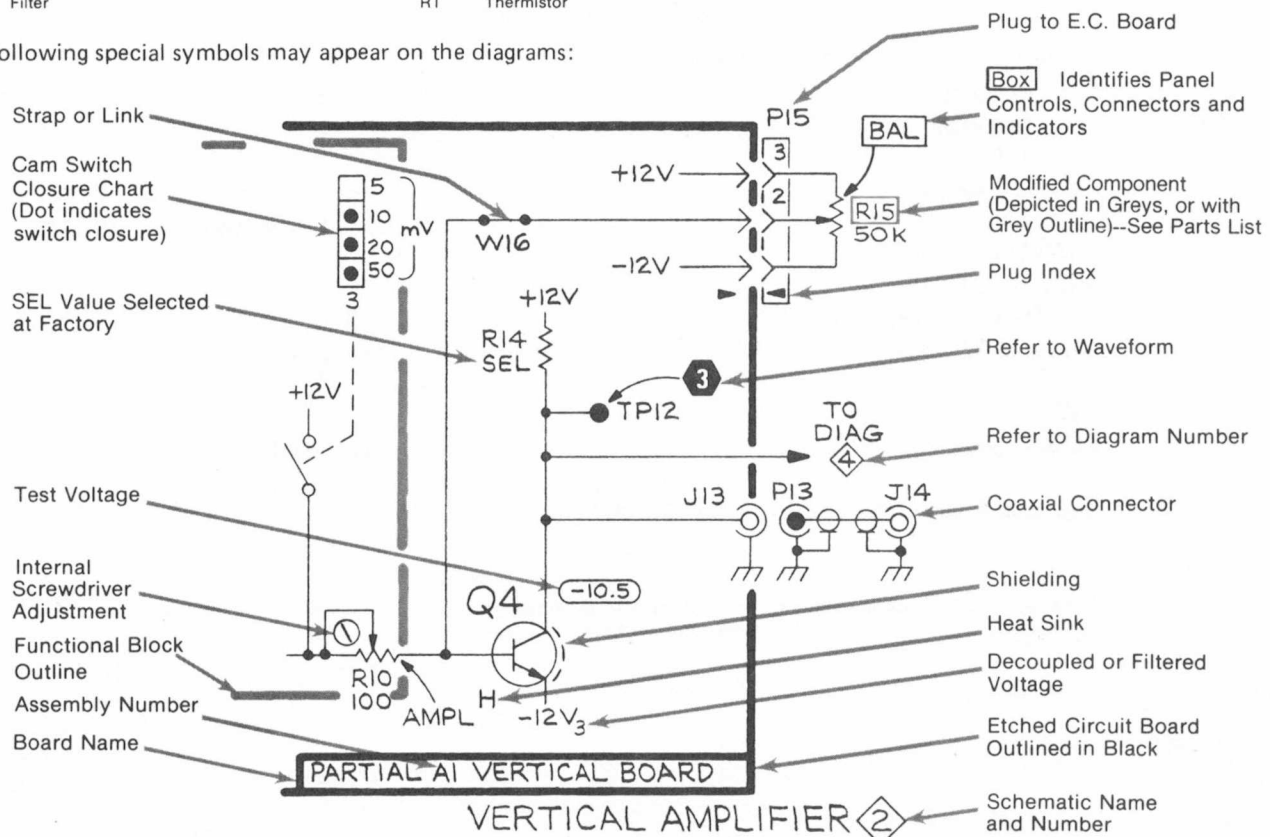 Filter
RT Thermistor
ollowing special symbols may appear on the diagrams:
Plug to E.C. Board
Box Identifies Panel
Controls, Connectors and
Indicators
Modified Component
(Depicted in Greys, or with
Grey Outline)--See Parts List
Plug Index
Refer to Waveform
Refer to Diagram Number
Coaxial Connector
Shielding
Heat Sink
Decoupled or Filtered
Voltage
Etched Circuit Board
Outlined in Black
Schematic Name
and Number
Strap or Link
Cam Switch
Closure Chart
(Dot indicates
switch closure)
SEL Value Selected
at Factory
Test Voltage
Internal
Screwdriver
Adjustment
Functional Block
Outline
Assembly Number
Board Name
5
10
20
50
mV
3
+12V
R10
100
AMPL
W16
+12V
R14
SEL
TP12
3
+12V
-12V
P15
3
2
BAL
R15
50K
TO
DIAG
4
J13
P13
J14
-10.5
Q4
H
-12V3
PARTIAL A1 VERTICAL BOARD
VERTICAL AMPLIFIER 2